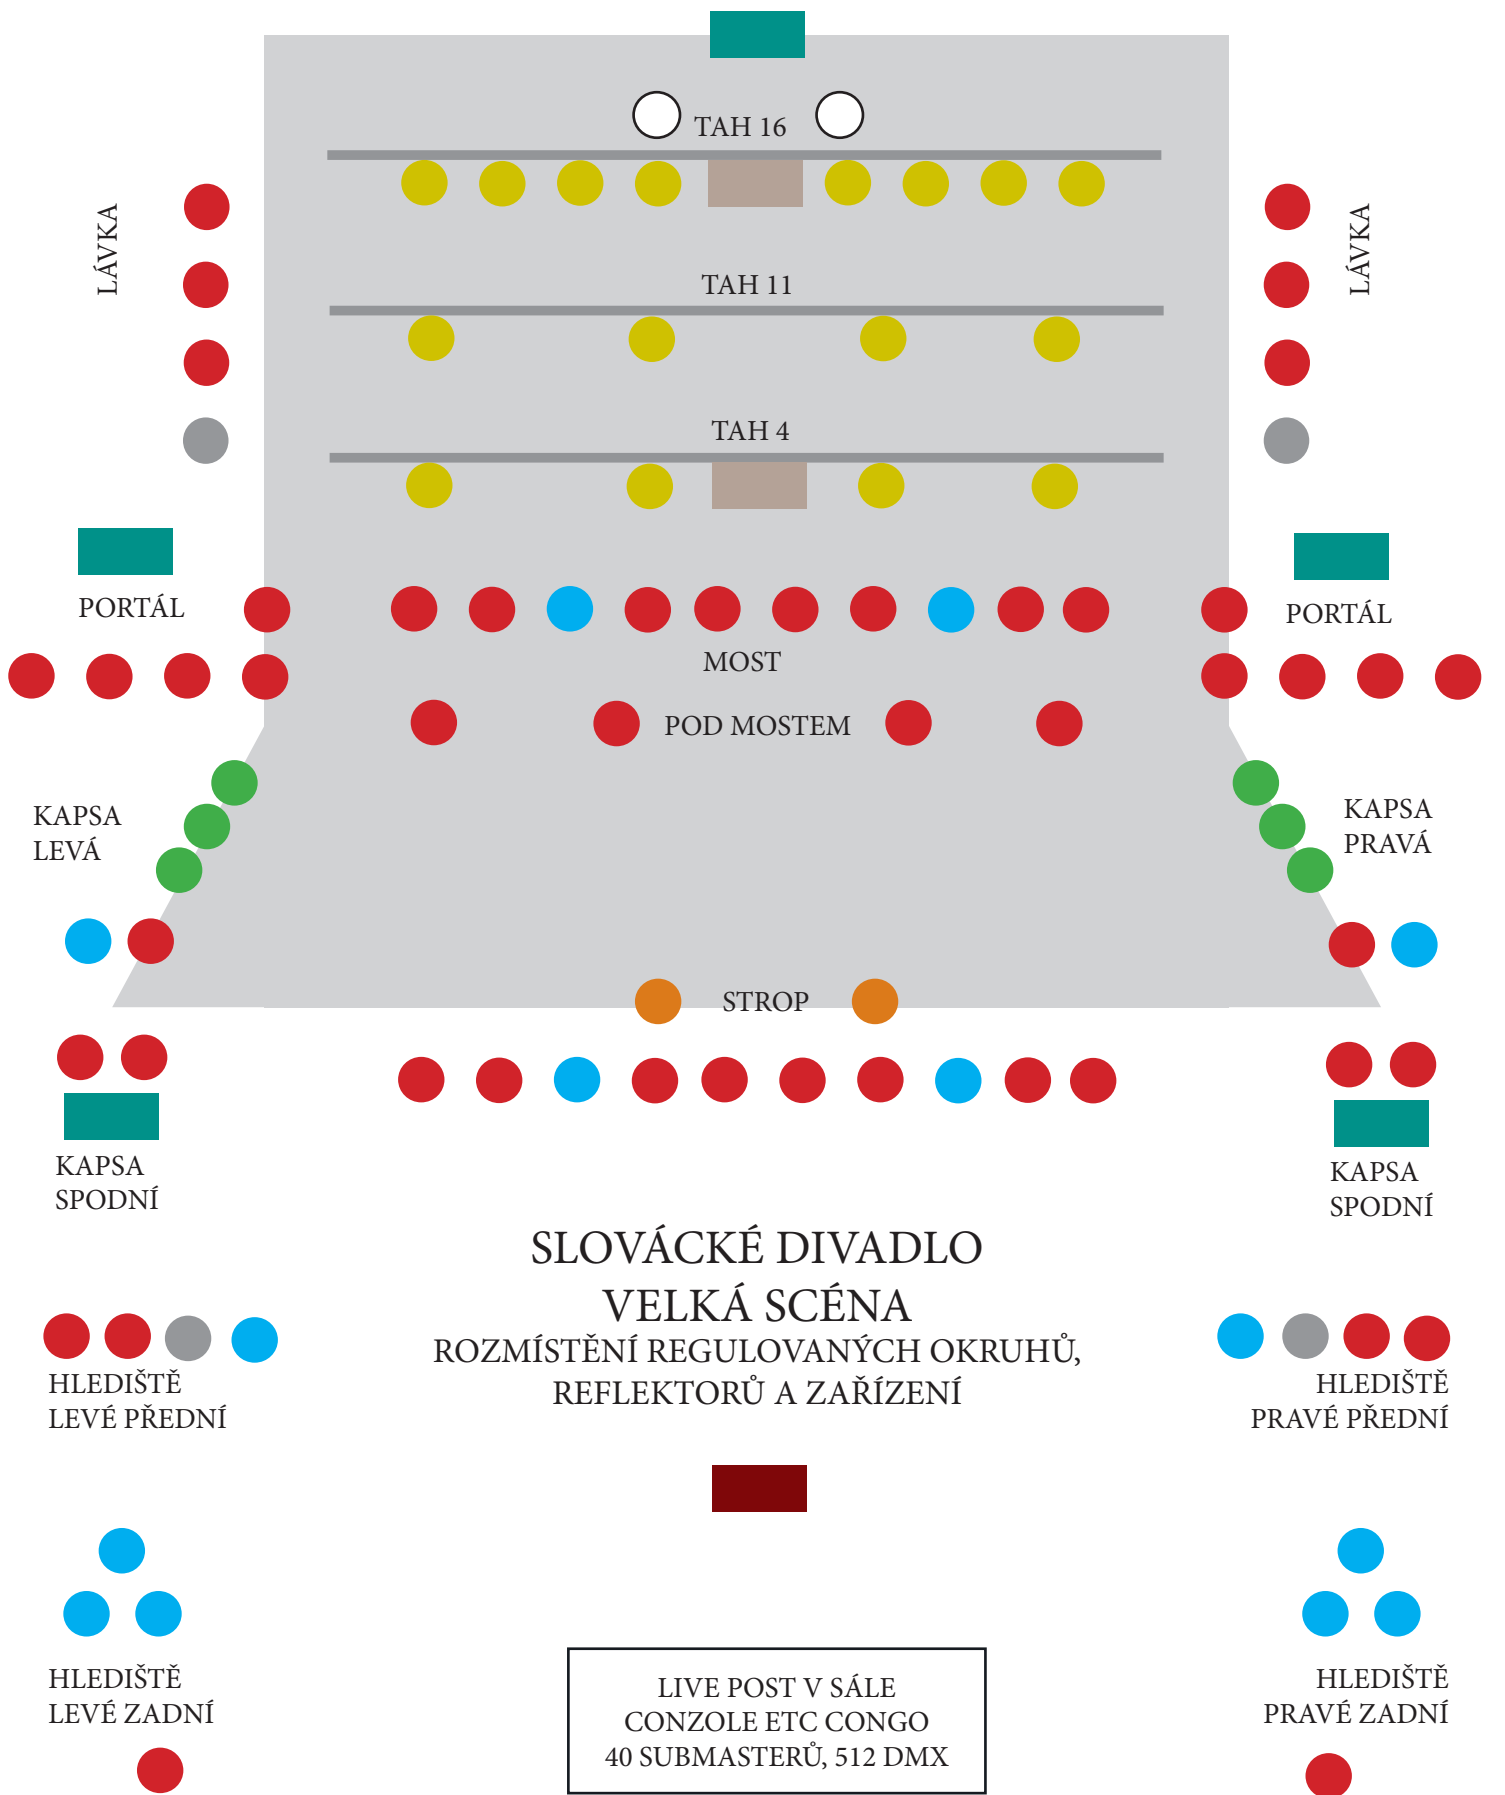 TAH 16
LÁVKA
LÁVKA
TAH 11
TAH 4
PORTÁL
PORTÁL
MOST
POD MOSTEM
KAPSA
LEVÁ
KAPSA
PRAVÁ
STROP
KAPSA
SPODNÍ
KAPSA
SPODNÍ
SLOVÁCKÉ DIVADLO
VELKÁ SCÉNA
ROZMÍSTĚNÍ REGULOVANÝCH OKRUHŮ,
REFLEKTORŮ A ZAŘÍZENÍ
HLEDIŠTĚ
LEVÉ PŘEDNÍ
HLEDIŠTĚ
PRAVÉ PŘEDNÍ
HLEDIŠTĚ
LEVÉ ZADNÍ
LIVE POST V SÁLE
CONZOLE ETC CONGO
40 SUBMASTERŮ, 512 DMX
HLEDIŠTĚ
PRAVÉ ZADNÍ